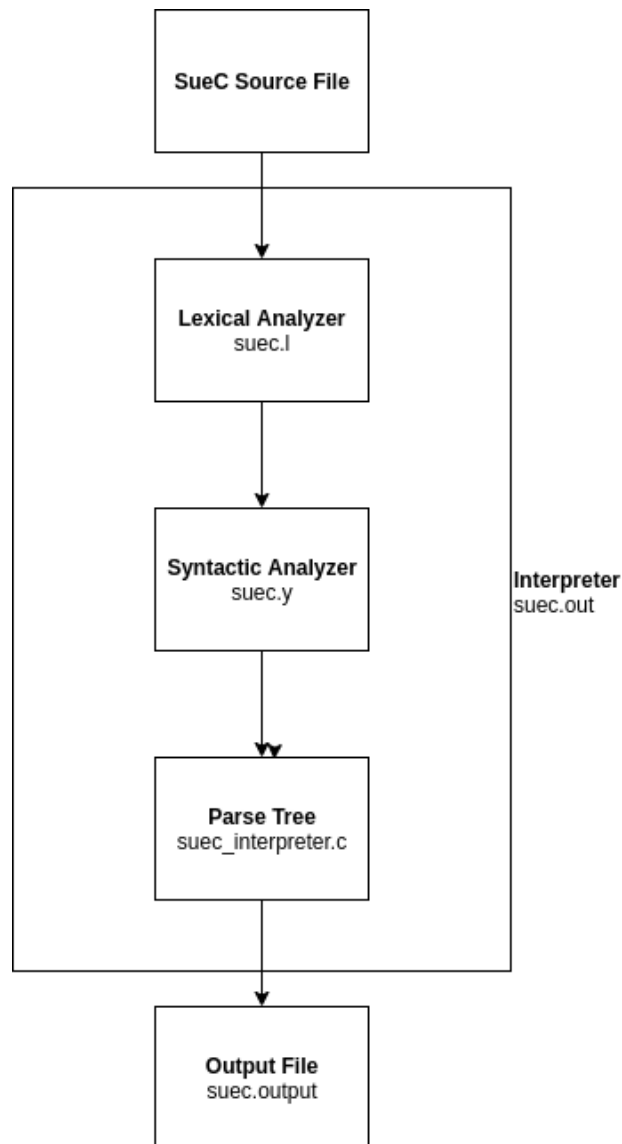 SueC Source File
Lexical Analyzer
suec.l
Syntactic Analyzer
suec.y
Interpreter
suec.out
Parse Tree
suec_interpreter.c
Output File
suec.output